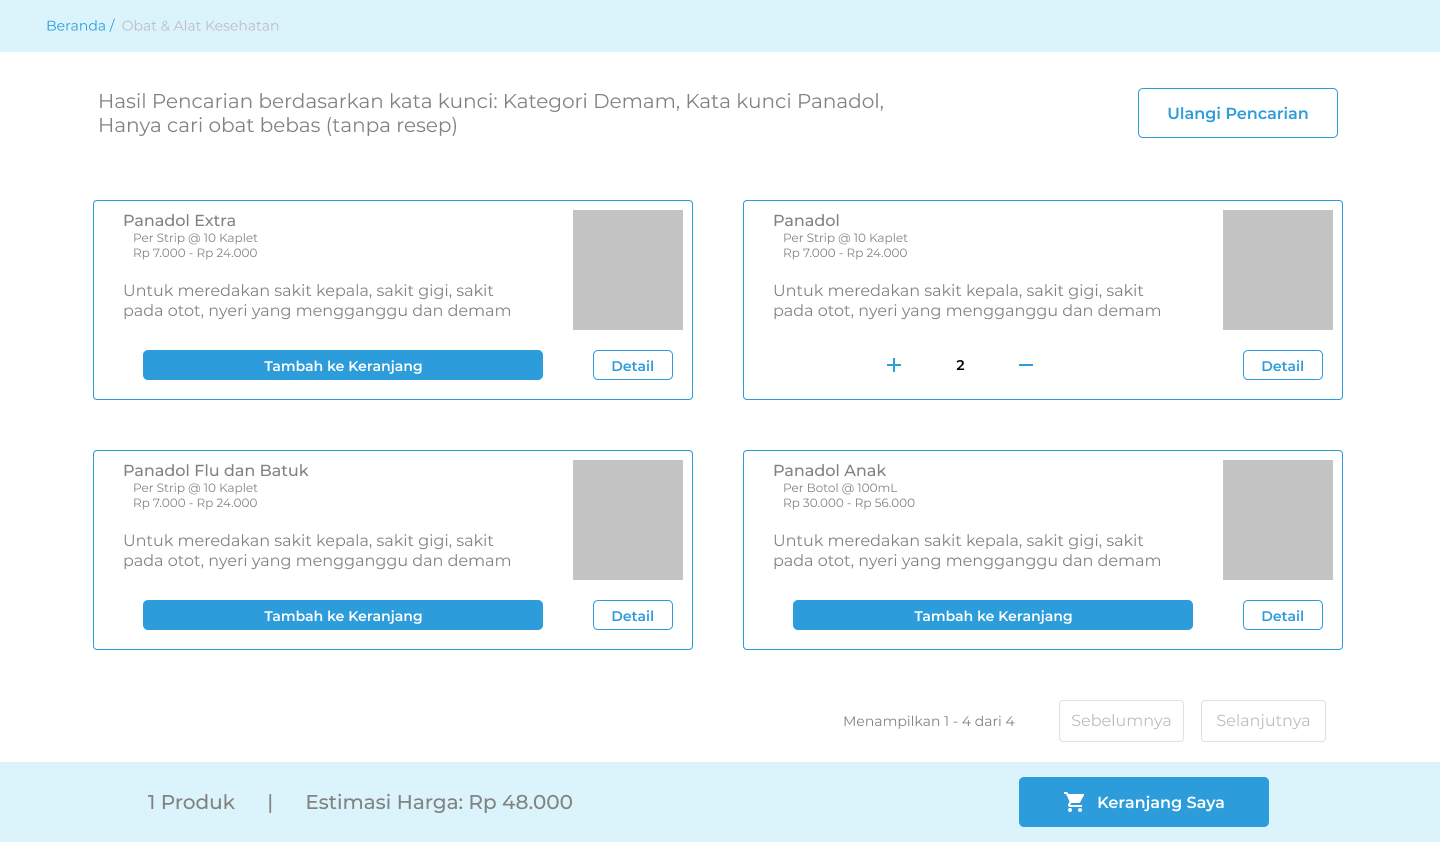 Beranda / Obat & Alat Kesehatan
Hasil Pencarian berdasarkan kata kunci: Kategori Demam, Kata kunci Panadol,
Hanya cari obat bebas (tanpa resep)
Ulangi Pencarian
Panadol Extra
Per Strip @ 10 Kaplet
Rp 7.000 - Rp 24.000
Untuk meredakan sakit kepala, sakit gigi, sakit
pada otot, nyeri yang mengganggu dan demam
Tambah ke Keranjang
Detail
Panadol
Per Strip @ 10 Kaplet
Rp 7.000 - Rp 24.000
Untuk meredakan sakit kepala, sakit gigi, sakit
pada otot, nyeri yang mengganggu dan demam
+ 2 −
Detail
Panadol Flu dan Batuk
Per Strip @ 10 Kaplet
Rp 7.000 - Rp 24.000
Untuk meredakan sakit kepala, sakit gigi, sakit
pada otot, nyeri yang mengganggu dan demam
Tambah ke Keranjang
Detail
Panadol Anak
Per Botol @ 100mL
Rp 30.000 - Rp 56.000
Untuk meredakan sakit kepala, sakit gigi, sakit
pada otot, nyeri yang mengganggu dan demam
Tambah ke Keranjang
Detail
Menampilkan 1 - 4 dari 4
Sebelumnya
Selanjutnya
1 Produk | Estimasi Harga: Rp 48.000
Keranjang Saya